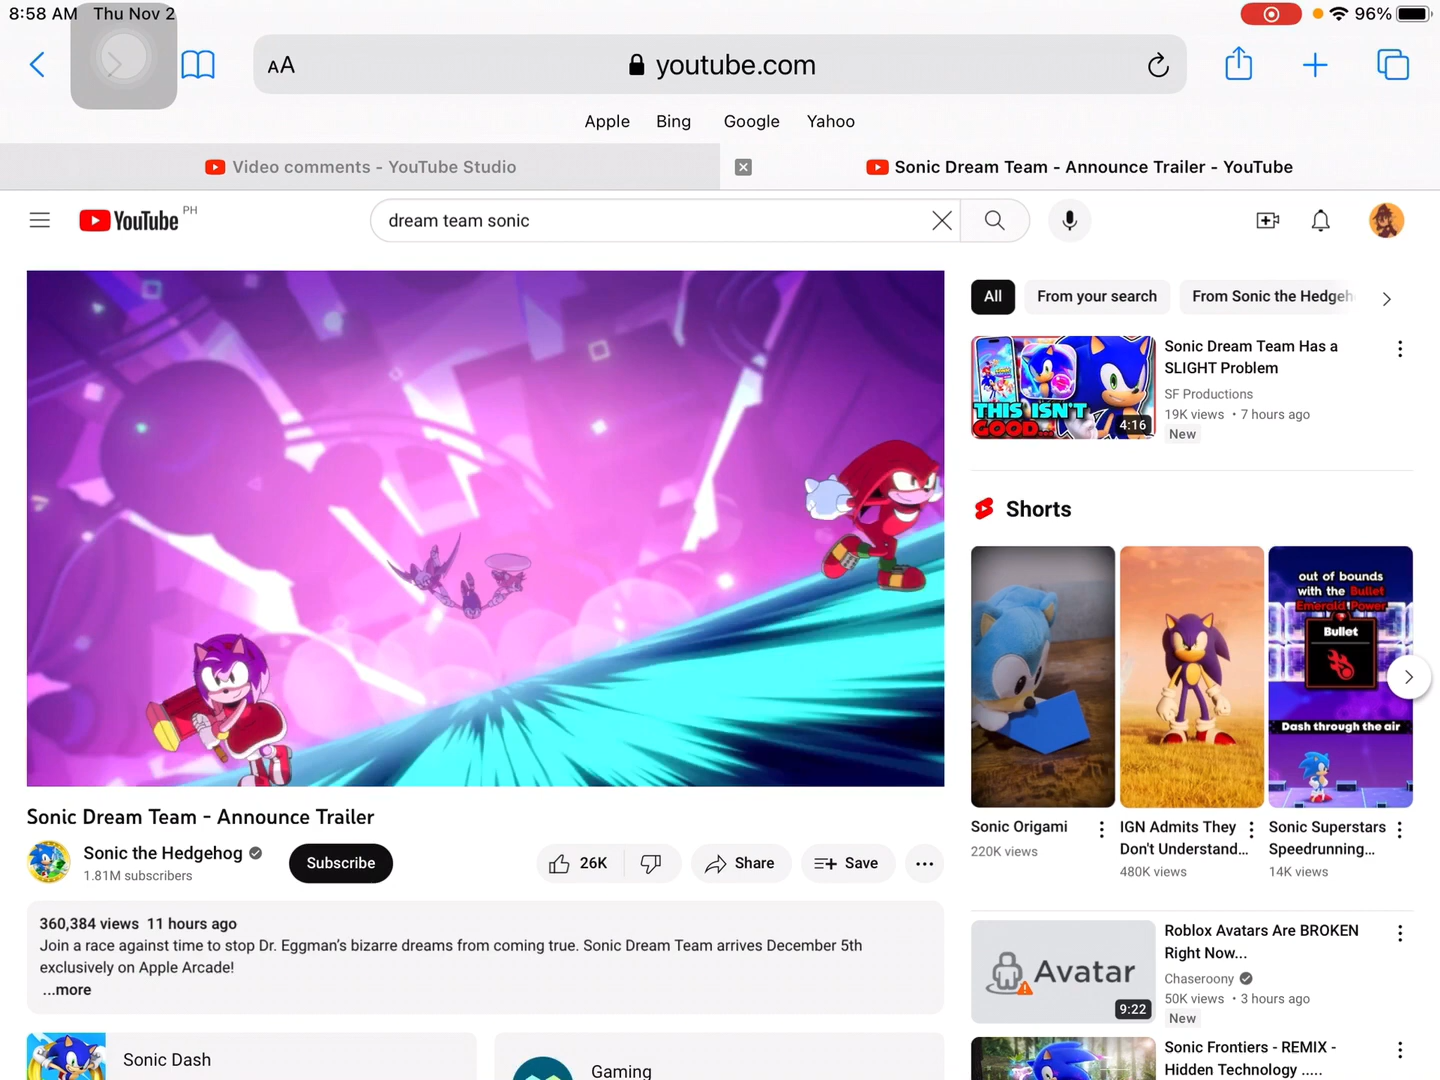 8:58 AM Thu Nov 2
96%
AA
youtube.com
Apple Bing Google Yahoo
Video comments - YouTube Studio
Sonic Dream Team - Announce Trailer - YouTube
YouTube PH
dream team sonic
All
From your search
From Sonic the Hedgeh
THIS ISN'T
GOOD...
4:16
Sonic Dream Team Has a
SLIGHT Problem
SF Productions
19K views • 7 hours ago
New
Shorts
out of bounds
with the Bullet
Emerald Power
Bullet
Dash through the air
Sonic Origami
220K views
IGN Admits They
Don't Understand...
480K views
Sonic Superstars
Speedrunning...
14K views
Sonic Dream Team - Announce Trailer
Sonic the Hedgehog
1.81M subscribers
Subscribe
26K
Share
Save
360,384 views 11 hours ago
Join a race against time to stop Dr. Eggman’s bizarre dreams from coming true. Sonic Dream Team arrives December 5th
exclusively on Apple Arcade!
...more
Avatar
9:22
Roblox Avatars Are BROKEN
Right Now...
Chaseroony
50K views • 3 hours ago
New
Sonic Dash
Gaming
Sonic Frontiers - REMIX -
Hidden Technology .....